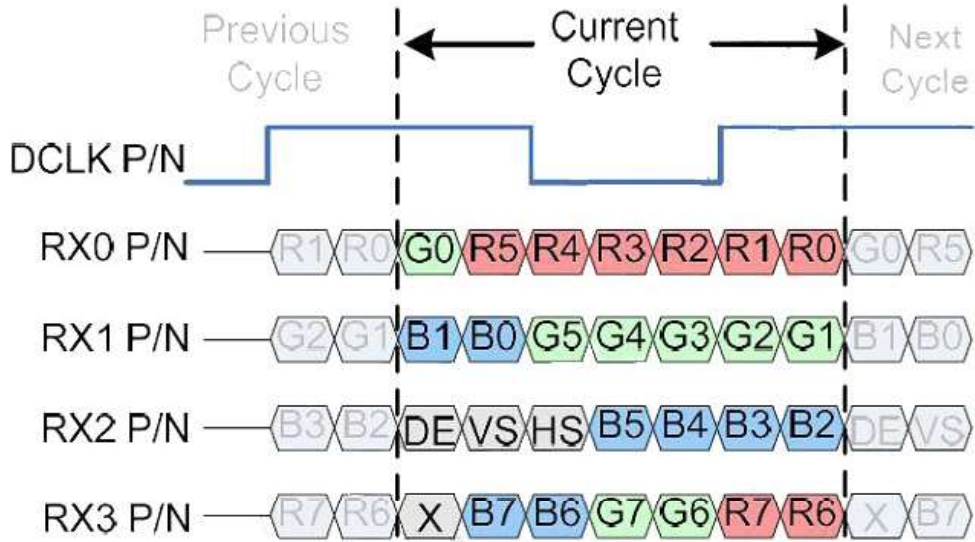 Previous Cycle
Current Cycle
Next Cycle
DCLK P/N
RX0 P/N R1 R0 G0 R5 R4 R3 R2 R1 R0 G0 R5
RX1 P/N G2 G1 B1 B0 G5 G4 G3 G2 G1 B1 B0
RX2 P/N B3 B2 DE VS HS B5 B4 B3 B2 DE VS
RX3 P/N R7 R6 X B7 B6 G7 G6 R7 R6 X B7